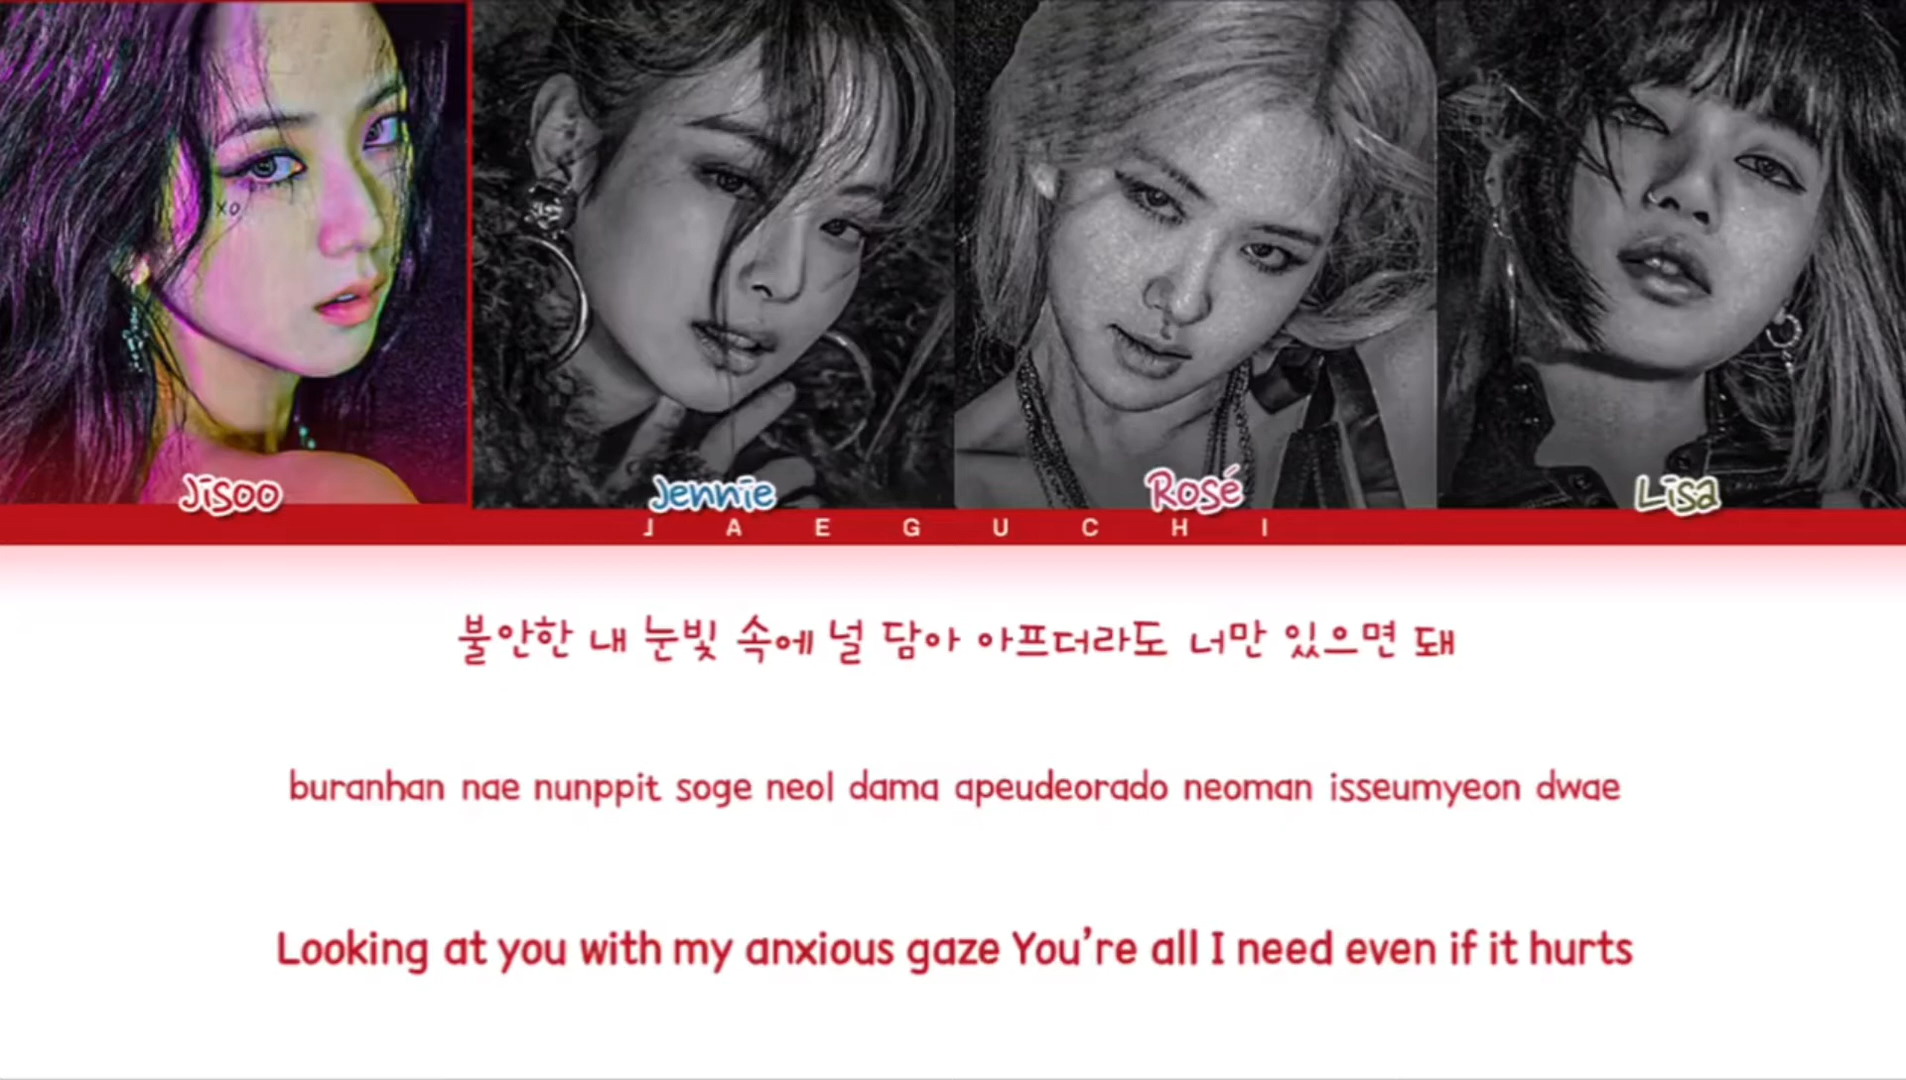 xo
Jisoo
Jennie
Rosé
Lisa
JAEGUCHI
불안한 내 눈빛 속에 널 담아 아프더라도 너만 있으면 돼
buranhan nae nunppit soge neol dama apeudeorado neoman isseumyeon dwae
Looking at you with my anxious gaze You're all I need even if it hurts